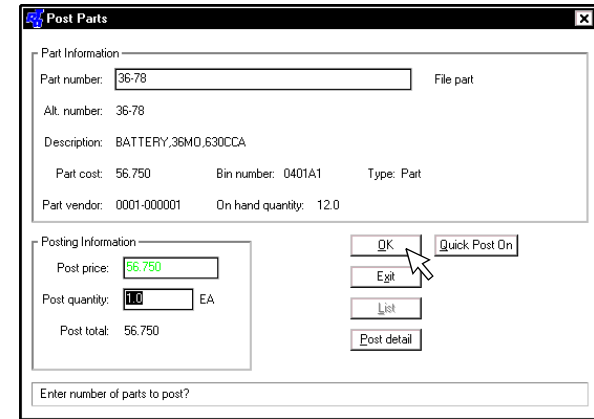 Post Parts
Part Information
Part number: 36-78 File part
Alt. number: 36-78
Description: BATTERY,36MO,630CCA
Part cost: 56.750 Bin number: 0401A1 Type: Part
Part vendor: 0001-000001 On hand quantity: 12.0
Posting Information
OK Quick Post On
Post price: 56.750
Exit
Post quantity: 1.0 EA
List
Post total: 56.750
Post detail
Enter number of parts to post?